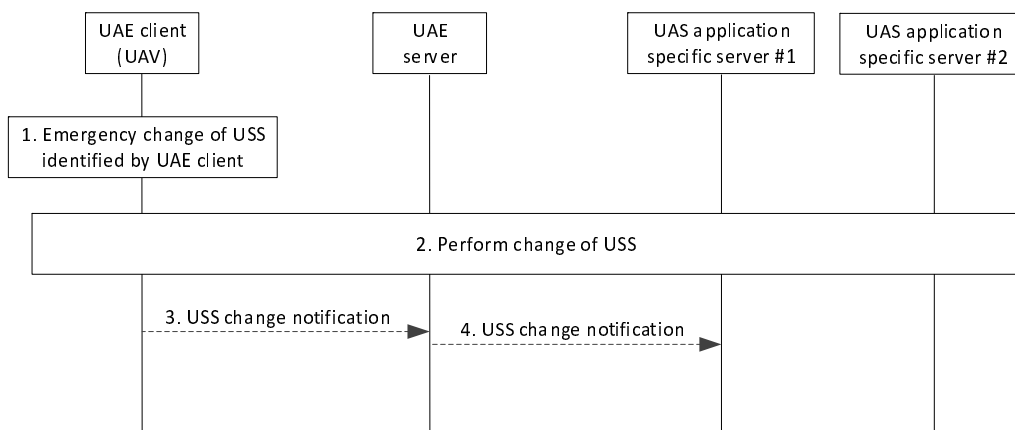 UAE client
(UAV)
UAE
server
UAS application
specific server #1
UAS application
specific server #2
1. Emergency change of USS
identified by UAE client
2. Perform change of USS
3. USS change notification
4. USS change notification